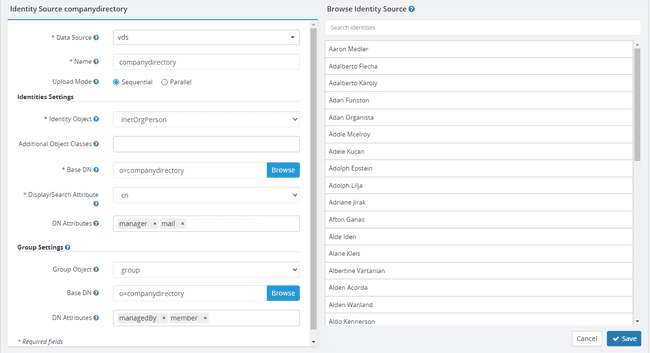 Identity Source companydirectory
* Data Source
vds
* Name
companydirectory
Upload Mode
Sequential
Parallel
Identities Settings
* Identity Object
inetOrgPerson
Additional Object Classes
* Base DN
o=companydirectory
Browse
* Display/Search Attribute
cn
DN Attributes
manager ×
mail ×
Group Settings
Group Object
group
Base DN
o=companydirectory
Browse
DN Attributes
managedBy ×
member ×
* Required fields
Browse Identity Source
Search identities
Aaron Medler
Adalberto Flecha
Adalberto Karoly
Adan Funston
Adan Organista
Addie Mcelroy
Adele Kucan
Adolph Epstein
Adolph Lilja
Adriane Jirak
Afton Ganas
Aide Iden
Alane Kleis
Albertine Vartanian
Alden Acorda
Alden Wanland
Aldo Kennerson
Cancel
Save